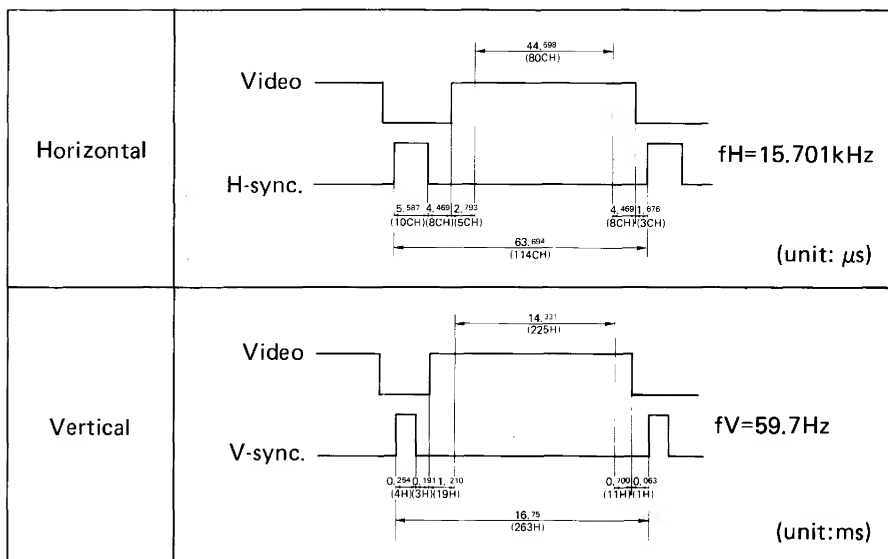 Horizontal
Video
44.698
(80CH)
H-sync.
5.587 4.469 2.793
(10CH)(8CH)(5CH)
4.469 1.676
(8CH)(3CH)
63.694
(114CH)
fH=15.701kHz
(unit: μs)
Vertical
Video
14.331
(225H)
V-sync.
0.254 0.191 1.210
(4H)(3H)(19H)
0.700 0.063
(11H)(1H)
16.75
(263H)
fV=59.7Hz
(unit:ms)